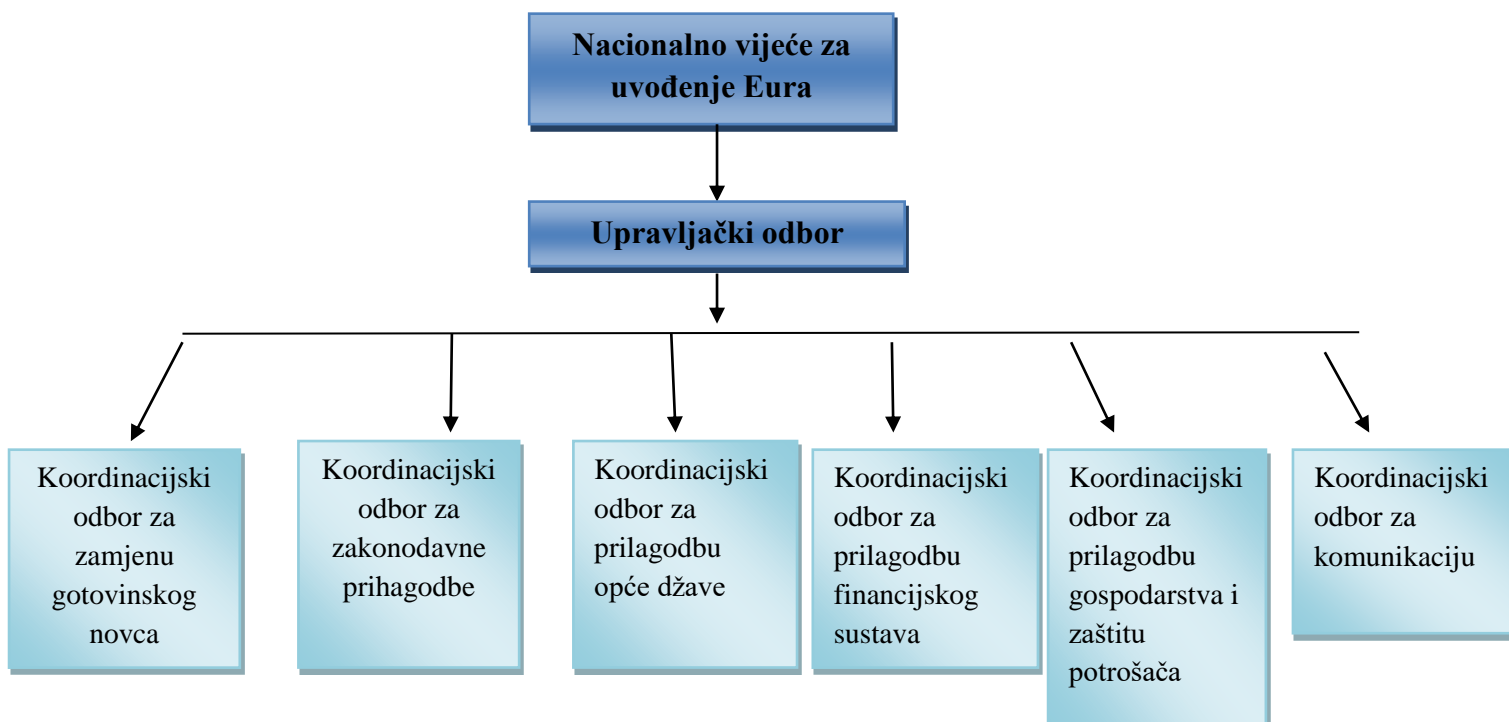 Nacionalno vijeće za
uvođenje Eura
Upravljački odbor
Koordinacijski
odbor za
zamjenu
gotovinskog
novca
Koordinacijski
odbor za
zakonodavne
prihagodbe
Koordinacijski
odbor za
prilagodbu
opće džave
Koordinacijski
odbor za
prilagodbu
financijskog
sustava
Koordinacijski
odbor za
prilagodbu
gospodarstva i
zaštitu
potrošača
Koordinacijski
odbor za
komunikaciju